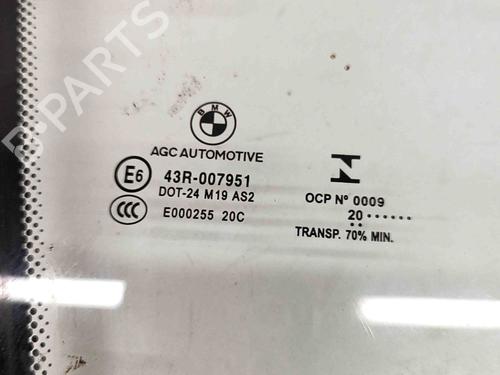 B-PARTS
BMW
AGC AUTOMOTIVE
E6 43R-007951
DOT-24 M19 AS2
CCC E000255 20C
N
OCP Nº 0009
20 .......
..
TRANSP. 70% MIN.